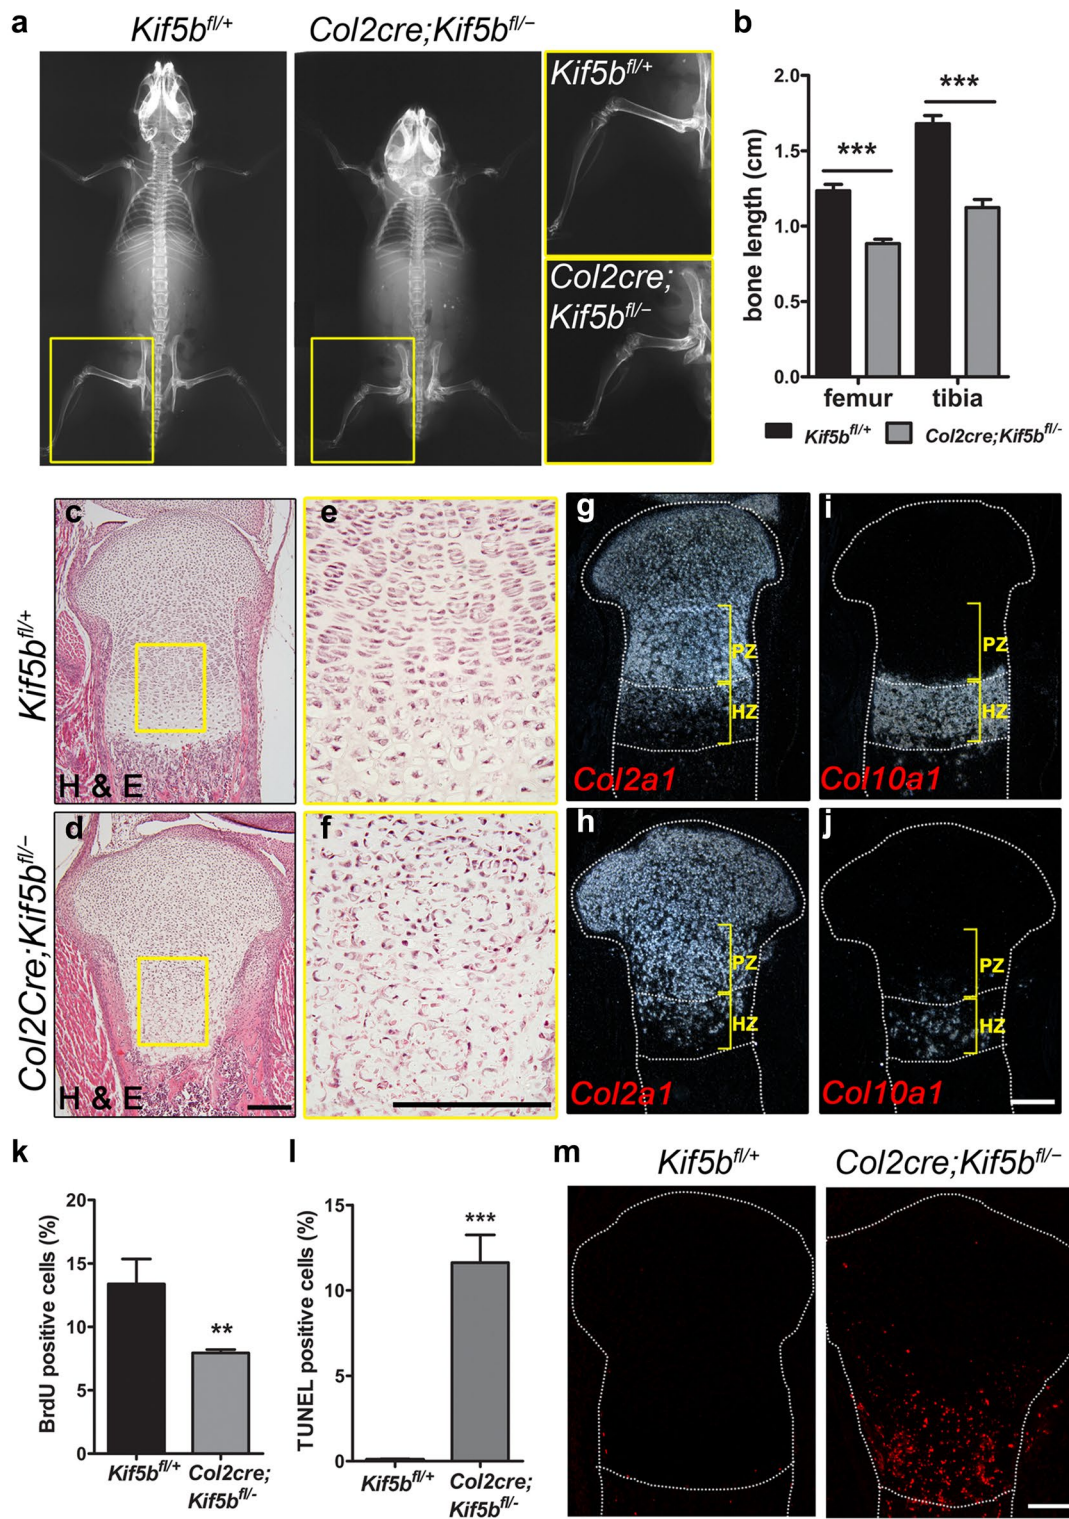 a
Kif5b^fl/+
Col2cre;Kif5b^fl/−
Kif5b^fl/+
Col2cre;
Kif5b^fl/−
b
2.0
1.5
1.0
0.5
0.0
bone length (cm)
***
***
femur
tibia
Kif5b^fl/+
Col2cre;Kif5b^fl/-
Kif5b^fl/+
c
H & E
e
g
PZ
HZ
Col2a1
i
PZ
HZ
Col10a1
Col2Cre;Kif5b^fl/-
d
H & E
f
h
PZ
HZ
Col2a1
j
PZ
HZ
Col10a1
k
BrdU positive cells (%)
20
15
10
5
0
**
Kif5b^fl/+
Col2cre;
Kif5b^fl/-
l
TUNEL positive cells (%)
15
10
5
0
***
Kif5b^fl/+
Col2cre;
Kif5b^fl/-
m
Kif5b^fl/+
Col2cre;Kif5b^fl/−